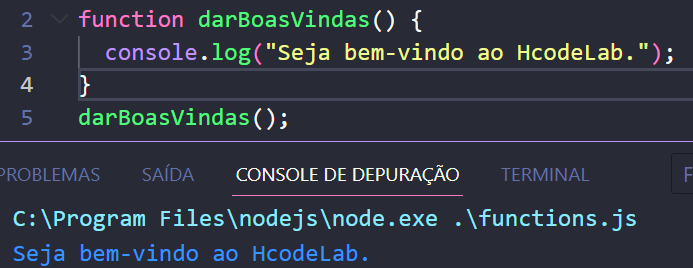 2 function darBoasVindas() {
3 console.log("Seja bem-vindo ao HcodeLab.");
4 }
5 darBoasVindas();
PROBLEMAS SAÍDA CONSOLE DE DEPURAÇÃO TERMINAL F
C:\Program Files\nodejs\node.exe .\functions.js
Seja bem-vindo ao HcodeLab.